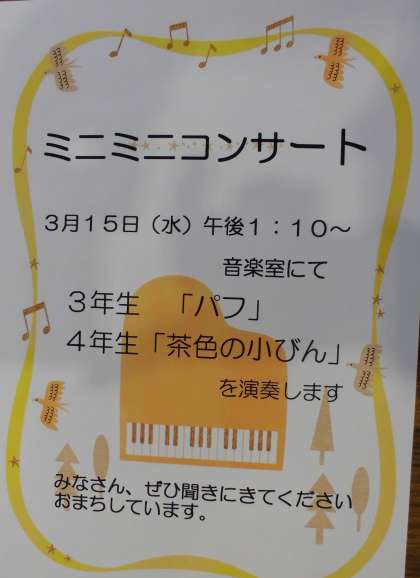 ミニミニコンサート
3月15日（水）午後1：10～
音楽室にて
3年生　「パフ」
4年生「茶色の小びん」
を演奏します
みなさん、ぜひ聞きにきてください
おまちしています。